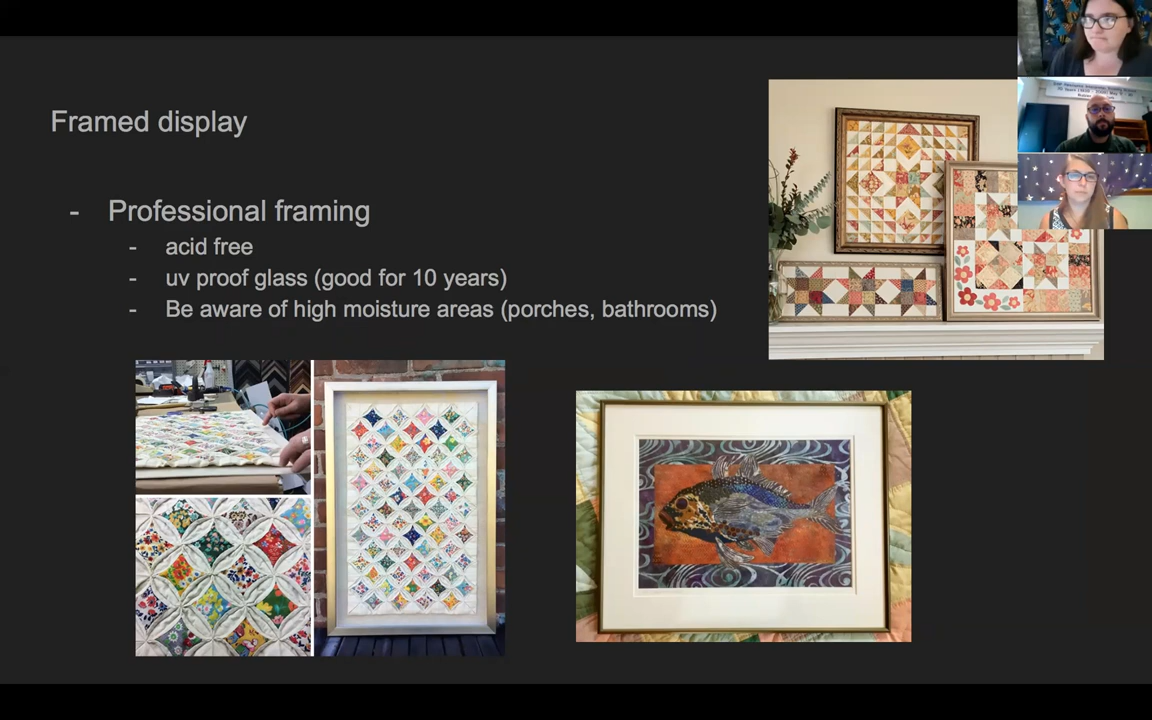 Framed display
- Professional framing
- acid free
- uv proof glass (good for 10 years)
- Be aware of high moisture areas (porches, bathrooms)